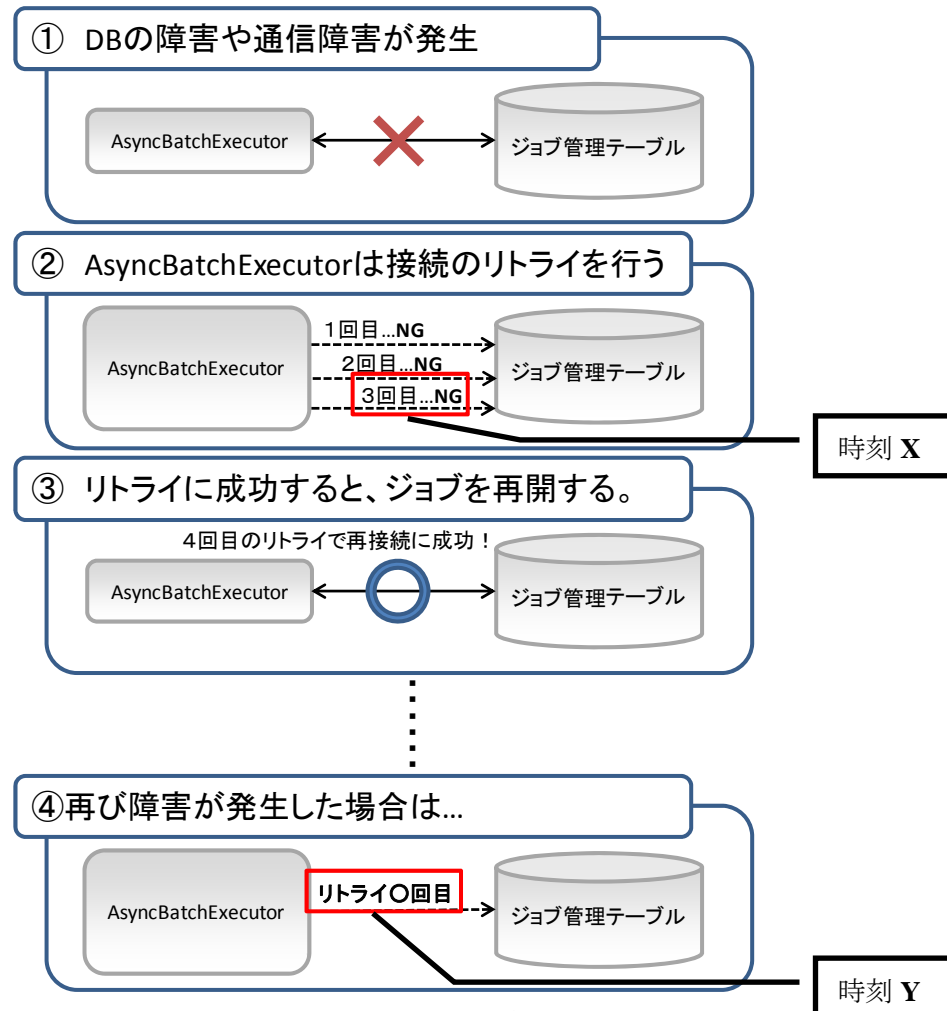 ① DBの障害や通信障害が発生
AsyncBatchExecutor
ジョブ管理テーブル
② AsyncBatchExecutorは接続のリトライを行う
AsyncBatchExecutor
1回目…NG
2回目…NG
3回目…NG
ジョブ管理テーブル
時刻 X
③ リトライに成功すると、ジョブを再開する。
4回目のリトライで再接続に成功!
AsyncBatchExecutor
ジョブ管理テーブル
④再び障害が発生した場合は…
AsyncBatchExecutor
リトライ〇回目
ジョブ管理テーブル
時刻 Y